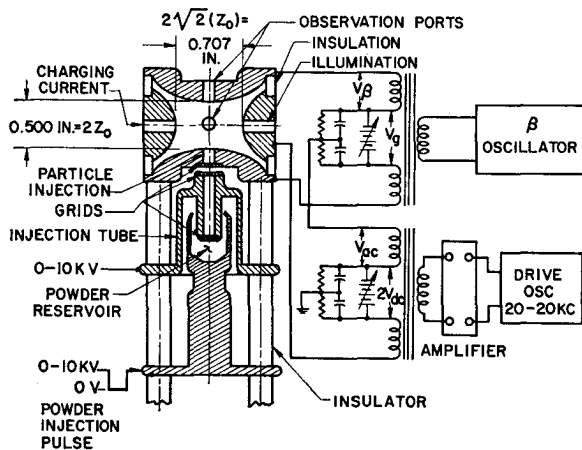 2√2(Z₀)=
0.707
IN.
OBSERVATION PORTS
INSULATION
ILLUMINATION
CHARGING
CURRENT
0.500 IN.=2Z₀
PARTICLE
INJECTION
GRIDS
INJECTION TUBE
0-10KV
POWDER
RESERVOIR
0-10KV
0V
POWDER
INJECTION
PULSE
INSULATOR
Vβ
Vg
β
OSCILLATOR
Vac
2Vdc
AMPLIFIER
DRIVE
OSC
20-20KC